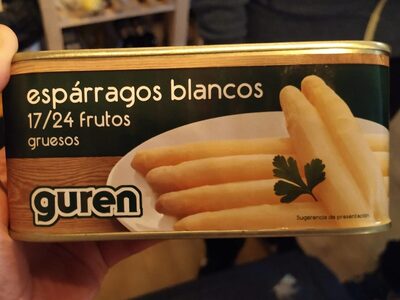 espárragos blancos
17/24 frutos
gruesos
guren
Sugerencia de presentación